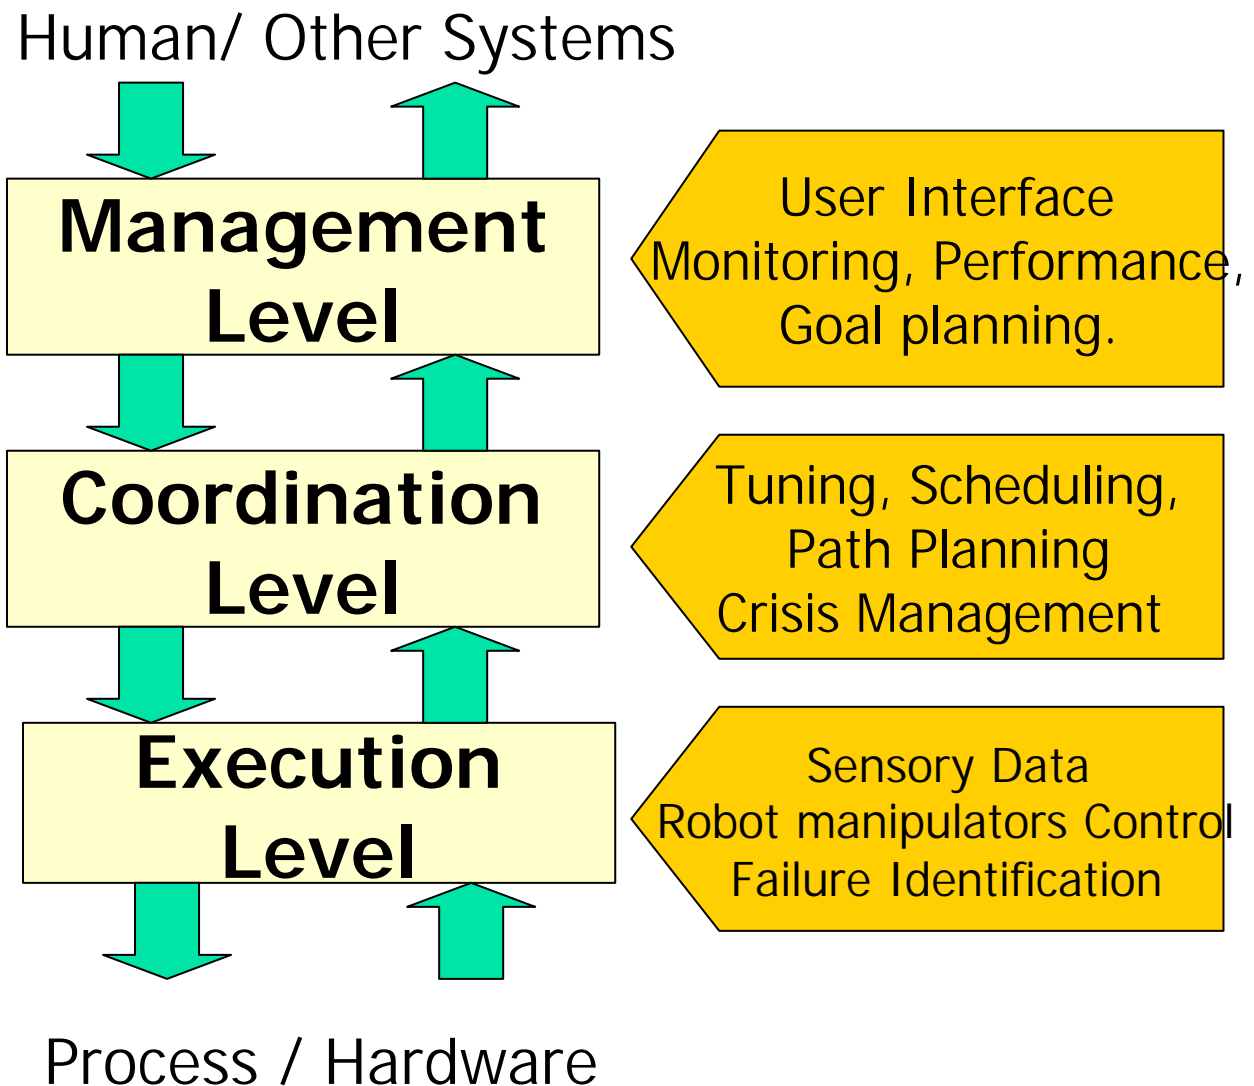 Human/ Other Systems
Management
Level
User Interface
Monitoring, Performance,
Goal planning.
Coordination
Level
Tuning, Scheduling,
Path Planning
Crisis Management
Execution
Level
Sensory Data
Robot manipulators Control
Failure Identification
Process / Hardware